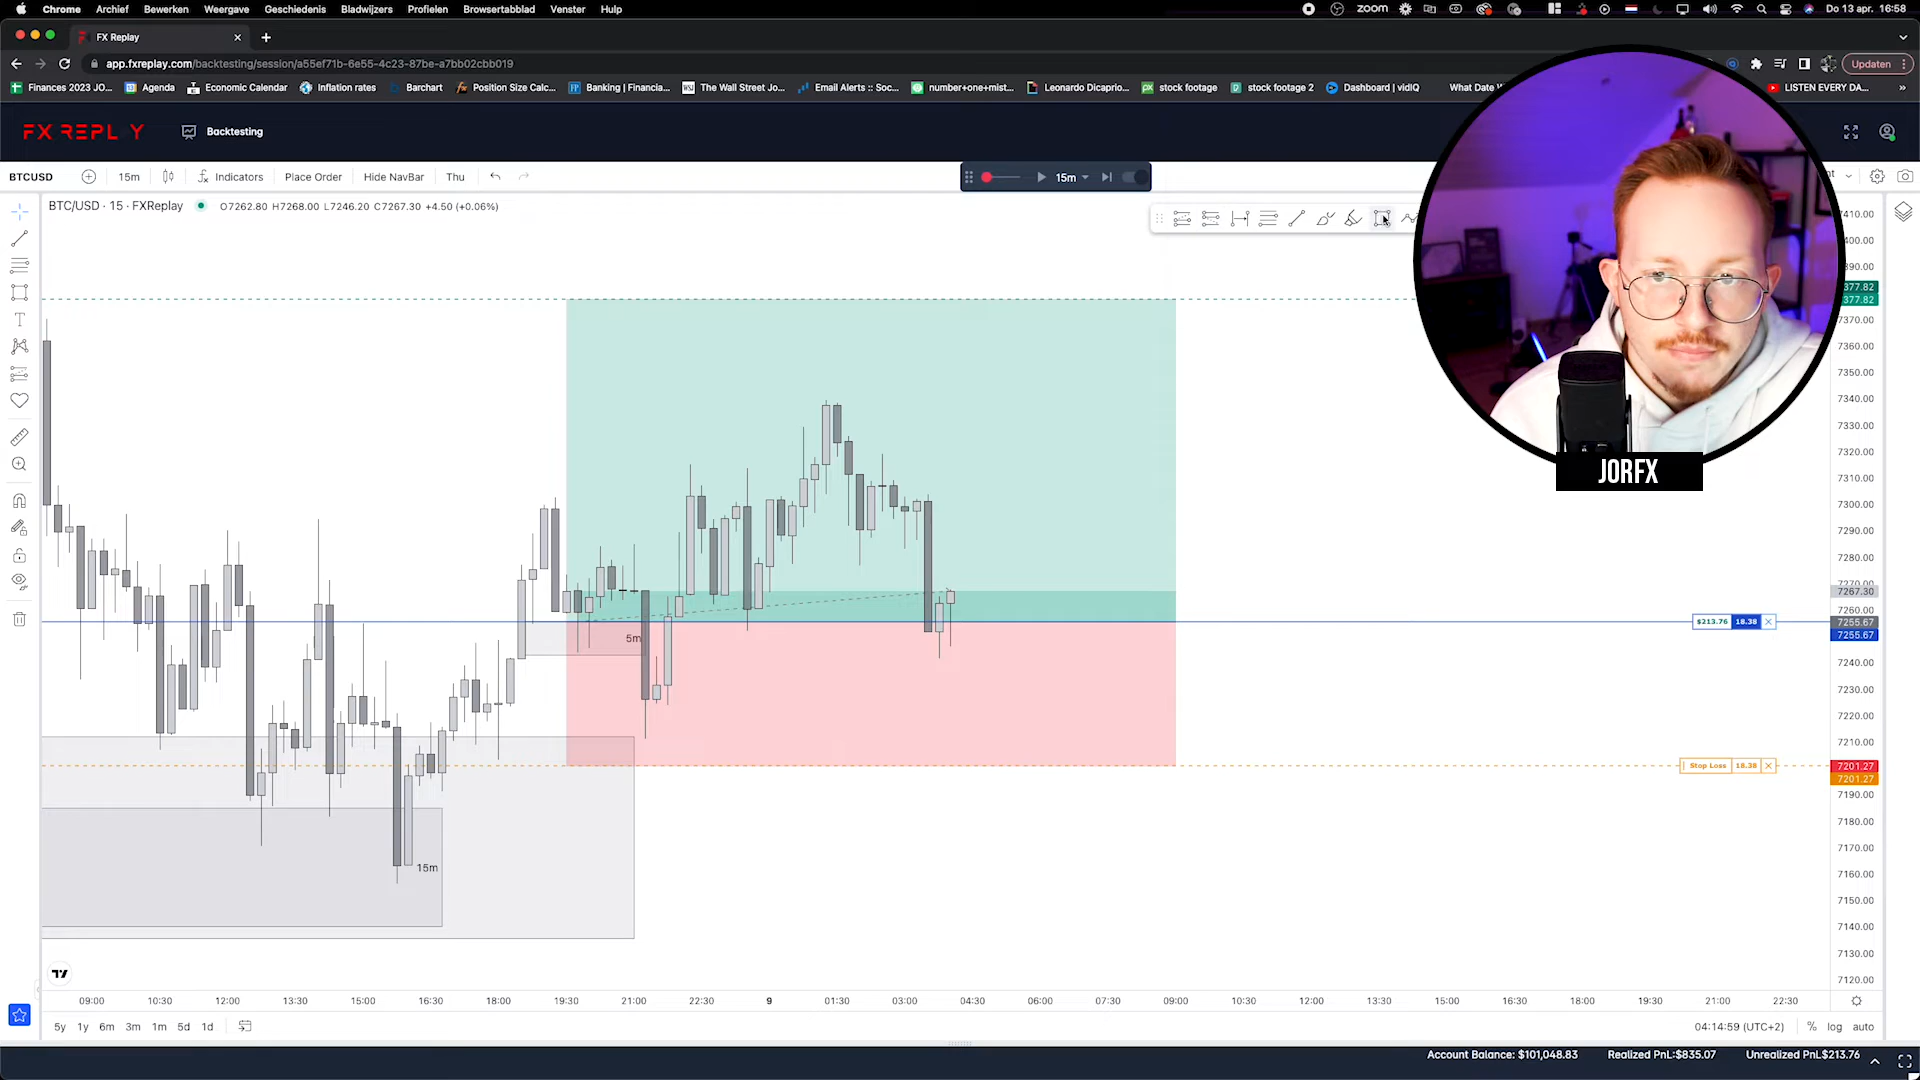 Chrome Archief Bewerken Weergave Geschiedenis Bladwijzers Profielen Browsertabblad Venster Hulp zoom Do 13 apr. 16:58
FX Replay
app.fxreplay.com/backtesting/session/a55ef71b-6e55-4c23-87be-a7bb02cbb019 Updaten
Finances 2023 JO... Agenda Economic Calendar Inflation rates Barchart Position Size Calc... Banking | Financia... The Wall Street Jo... Email Alerts :: Soc... number+one+mist... Leonardo Dicaprio... stock footage stock footage 2 Dashboard | vidIQ What Date W LISTEN EVERY DA...
FX REPLAY Backtesting
BTCUSD 15m Indicators Place Order Hide NavBar Thu 15m
BTC/USD · 15 · FXReplay O7262.80 H7268.00 L7246.20 C7267.30 +4.50 (+0.06%)
7410.00
7377.82
7377.82
7370.00
7360.00
7350.00
7340.00
7330.00
7320.00
7310.00
7300.00
7290.00
7280.00
7270.00
7267.30
7260.00
$213.76 18.38 7255.67
7255.67
7240.00
7230.00
7220.00
7210.00
Stop Loss 18.38 7201.27
7201.27
7190.00
7180.00
7170.00
7160.00
7150.00
7140.00
7130.00
7120.00
JORFX
5m
15m
09:00 10:30 12:00 13:30 15:00 16:30 18:00 19:30 21:00 22:30 9 01:30 03:00 04:30 06:00 07:30 09:00 10:30 12:00 13:30 15:00 16:30 18:00 19:30 21:00 22:30
5y 1y 6m 3m 1m 5d 1d 04:14:59 (UTC+2) % log auto
Account Balance: $101,048.83 Realized PnL:$835.07 Unrealized PnL:$213.76